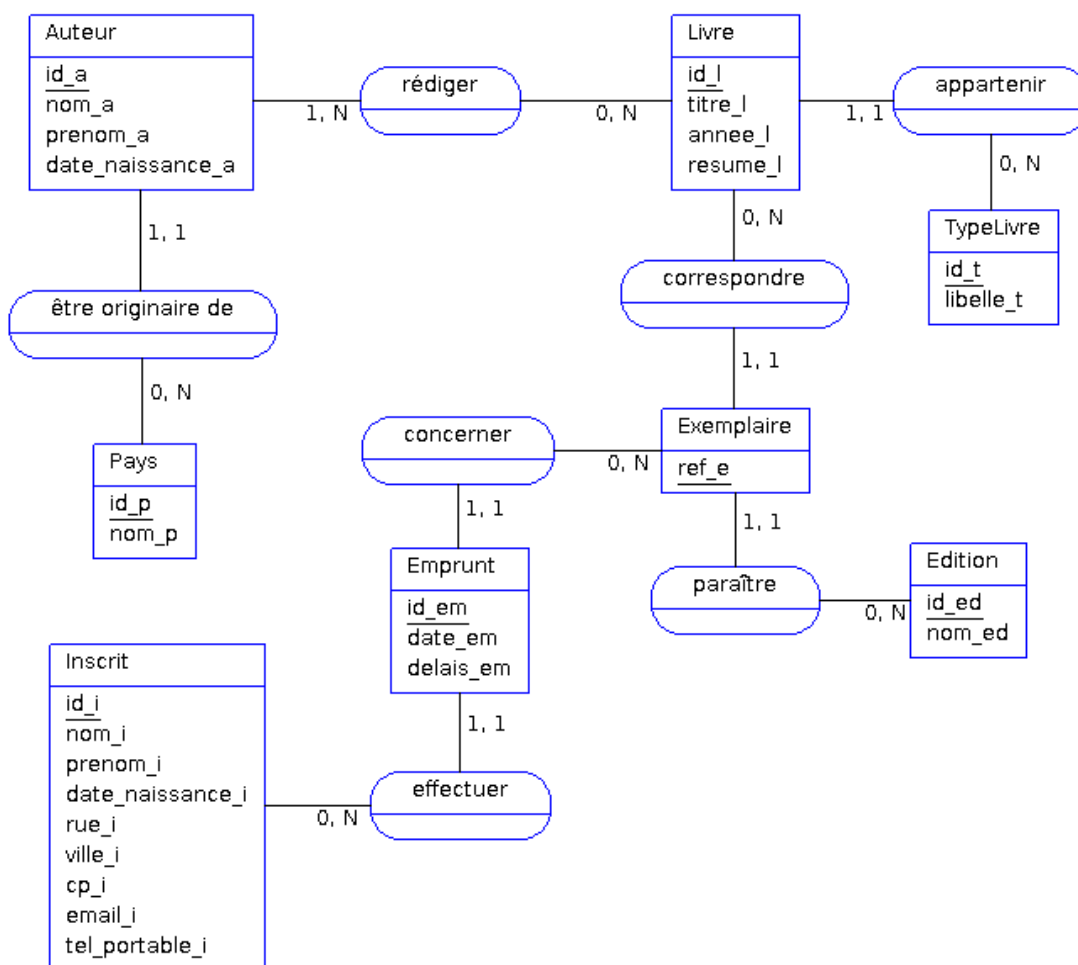 Auteur
id_a
nom_a
prenom_a
date_naissance_a
1, N
rédiger
0, N
Livre
id_l
titre_l
annee_l
resume_l
1, 1
appartenir
0, N
TypeLivre
id_t
libelle_t
1, 1
être originaire de
0, N
Pays
id_p
nom_p
0, N
correspondre
1, 1
Exemplaire
ref_e
0, N
concerner
1, 1
Emprunt
id_em
date_em
delais_em
1, 1
paraître
0, N
Edition
id_ed
nom_ed
1, 1
effectuer
0, N
Inscrit
id_i
nom_i
prenom_i
date_naissance_i
rue_i
ville_i
cp_i
email_i
tel_portable_i